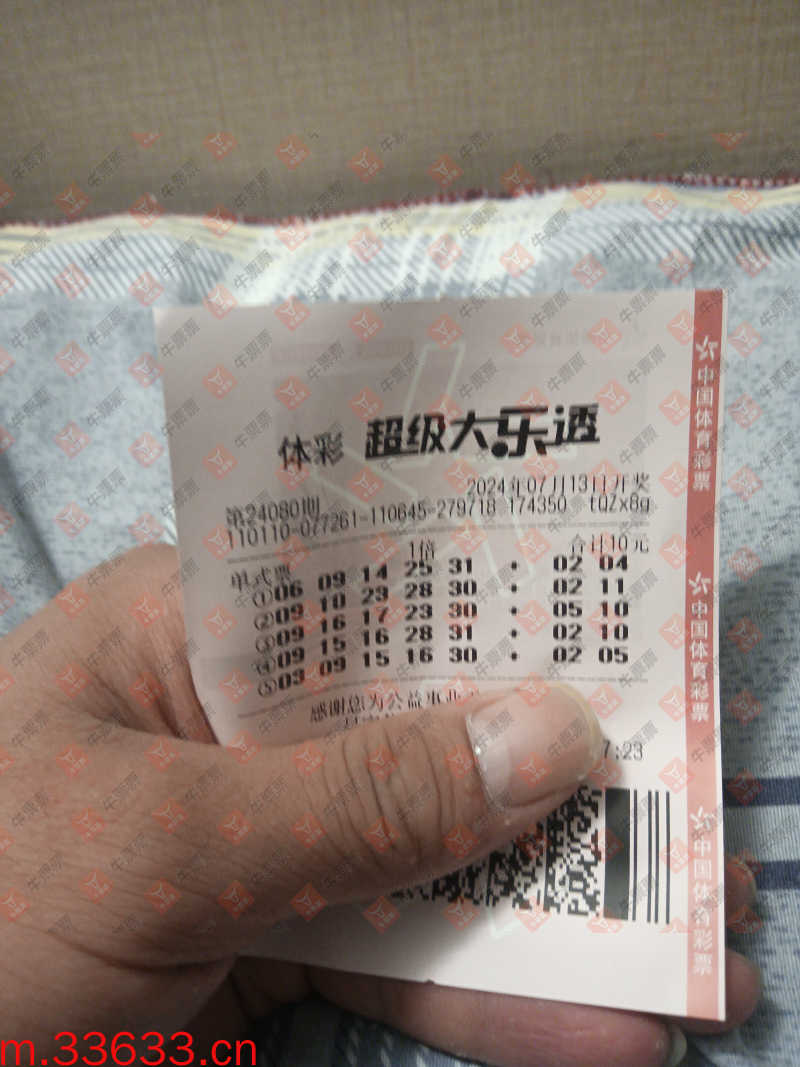 体彩 超级大乐透
第24080期 2024年07月13日开奖
110110-077261-110645-279718 174350 tqZx8g
单式票 1倍 合计10元
①06 09 14 25 31 • 02 04
②09 10 23 28 30 • 02 11
③09 16 17 23 30 • 05 10
④09 15 16 28 31 • 02 10
⑤03 09 15 16 30 • 02 05
感谢您为公益事业
7:23
中国体育彩票
中国体育彩票
中国体育彩票
牛票票
m.33633.cn